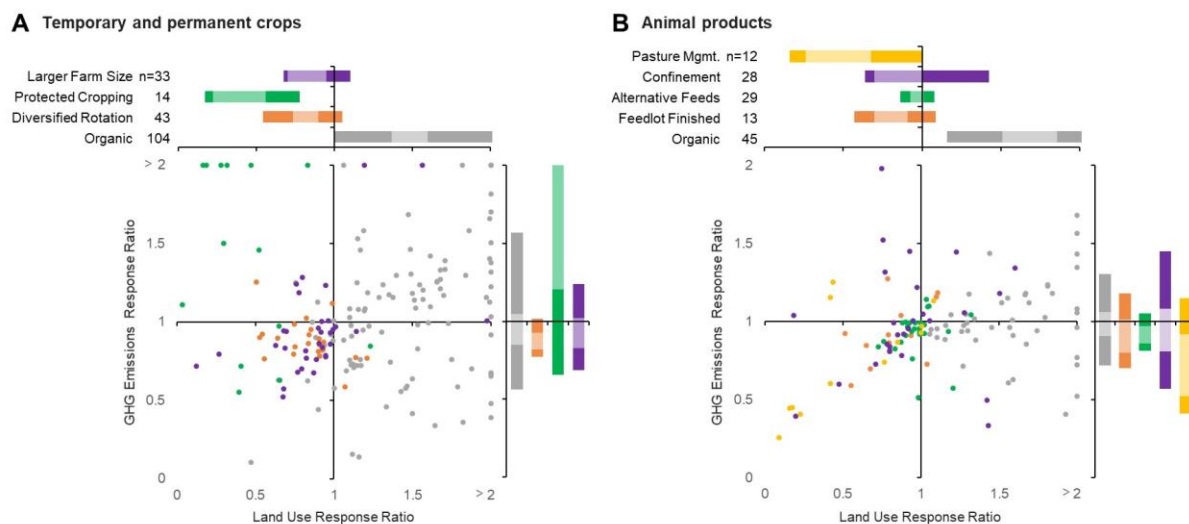 A Temporary and permanent crops
Larger Farm Size n=33
Protected Cropping 14
Diversified Rotation 43
Organic 104
> 2
1.5
1
0.5
0
GHG Emissions Response Ratio
0 0.5 1 1.5 > 2
Land Use Response Ratio
B Animal products
Pasture Mgmt. n=12
Confinement 28
Alternative Feeds 29
Feedlot Finished 13
Organic 45
2
1.5
1
0.5
0
GHG Emissions Response Ratio
0 0.5 1 1.5 > 2
Land Use Response Ratio